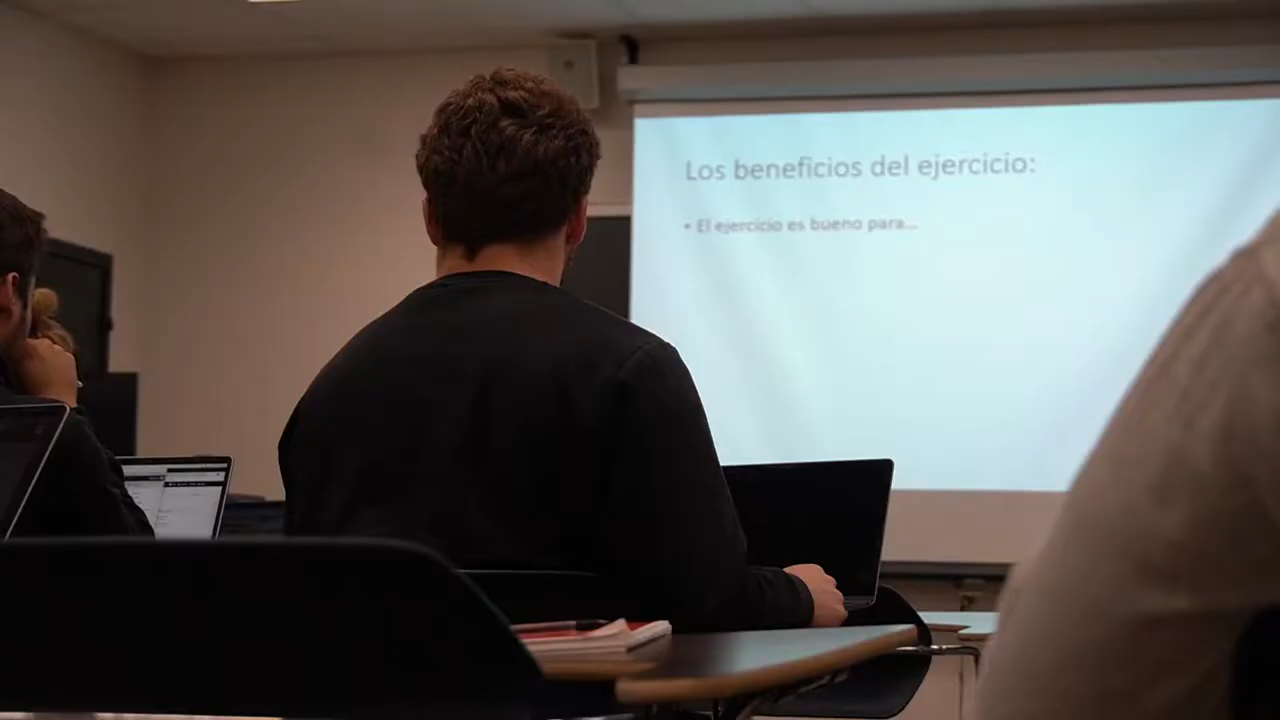 Los beneficios del ejercicio:
• El ejercicio es bueno para...